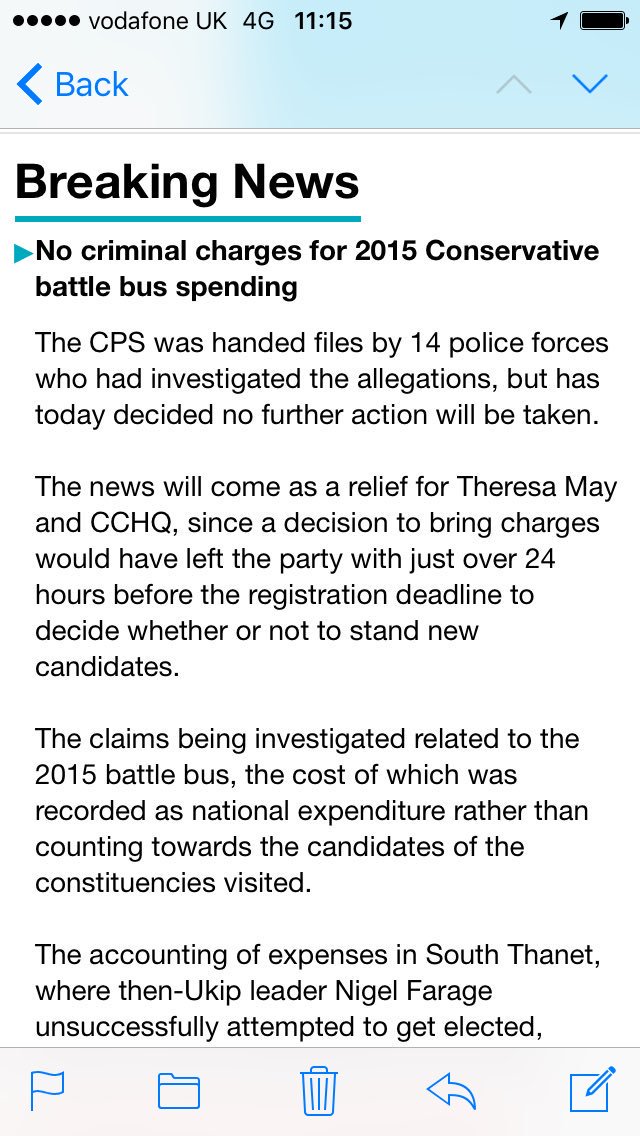 vodafone UK 4G 11:15
Back
Breaking News
No criminal charges for 2015 Conservative
battle bus spending
The CPS was handed files by 14 police forces
who had investigated the allegations, but has
today decided no further action will be taken.
The news will come as a relief for Theresa May
and CCHQ, since a decision to bring charges
would have left the party with just over 24
hours before the registration deadline to
decide whether or not to stand new
candidates.
The claims being investigated related to the
2015 battle bus, the cost of which was
recorded as national expenditure rather than
counting towards the candidates of the
constituencies visited.
The accounting of expenses in South Thanet,
where then-Ukip leader Nigel Farage
unsuccessfully attempted to get elected,